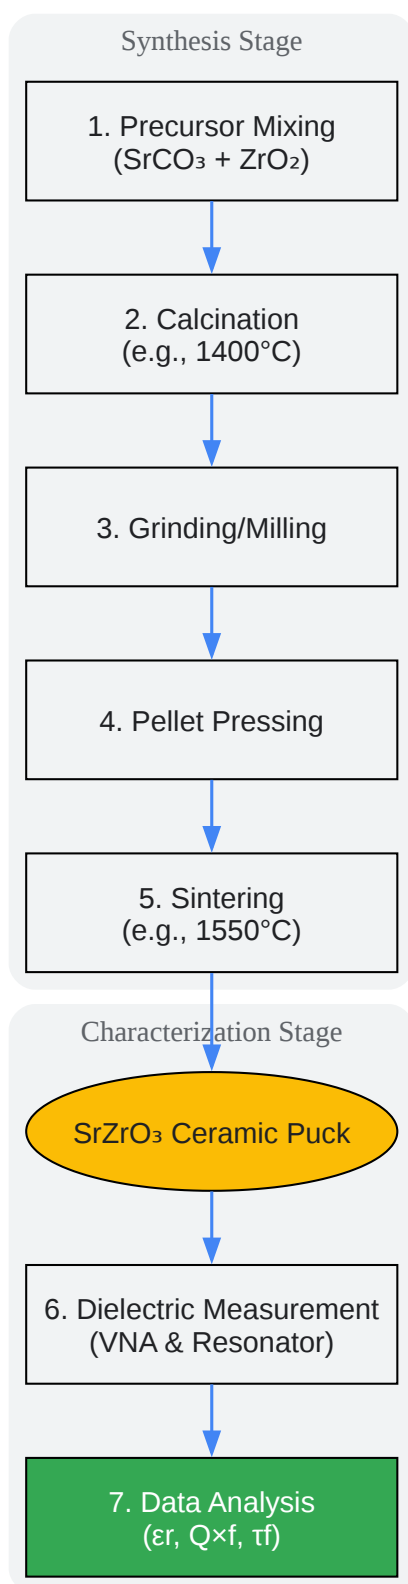 Synthesis Stage
1. Precursor Mixing
(SrCO₃ + ZrO₂)
2. Calcination
(e.g., 1400°C)
3. Grinding/Milling
4. Pellet Pressing
5. Sintering
(e.g., 1550°C)
Characterization Stage
SrZrO₃ Ceramic Puck
6. Dielectric Measurement
(VNA & Resonator)
7. Data Analysis
(εr, Q×f, τf)